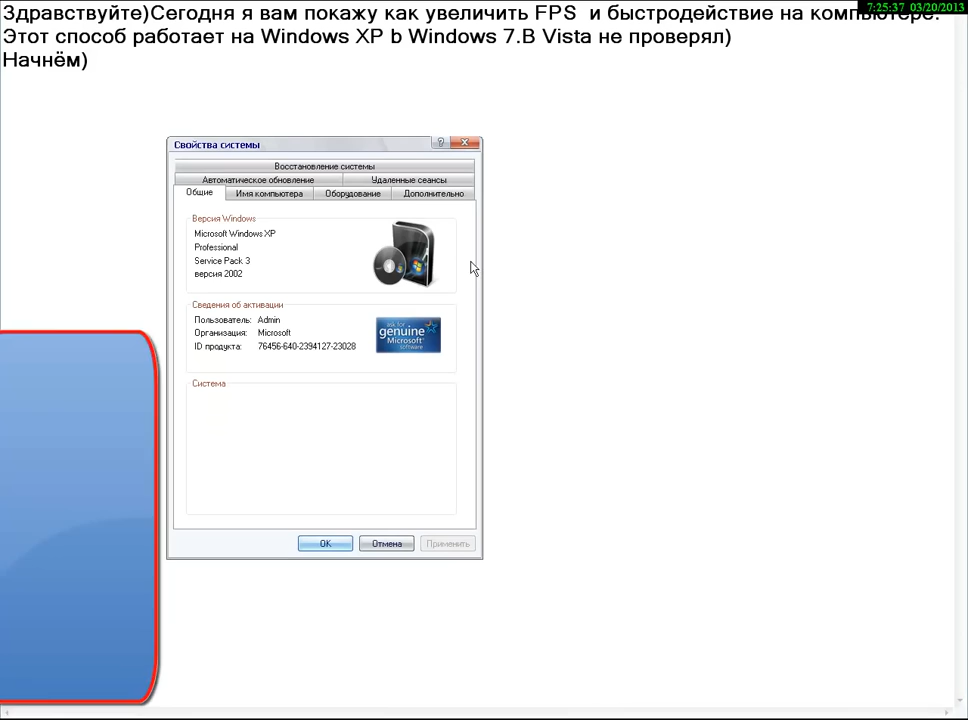 Здравствуйте)Сегодня я вам покажу как увеличить FPS и быстродействие на компьютере.
7:25:37 03/20/2013
Этот способ работает на Windows XP b Windows 7.В Vista не проверял)
Начнём)
Свойства системы
Восстановление системы
Автоматическое обновление Удаленные сеансы
Общие Имя компьютера Оборудование Дополнительно
Версия Windows
Microsoft Windows XP
Professional
Service Pack 3
версия 2002
Сведения об активации
Пользователь: Admin
Организация: Microsoft
ID продукта: 76456-640-2394127-23028
ask for
genuine
Microsoft
software
Система
OK Отмена Применить